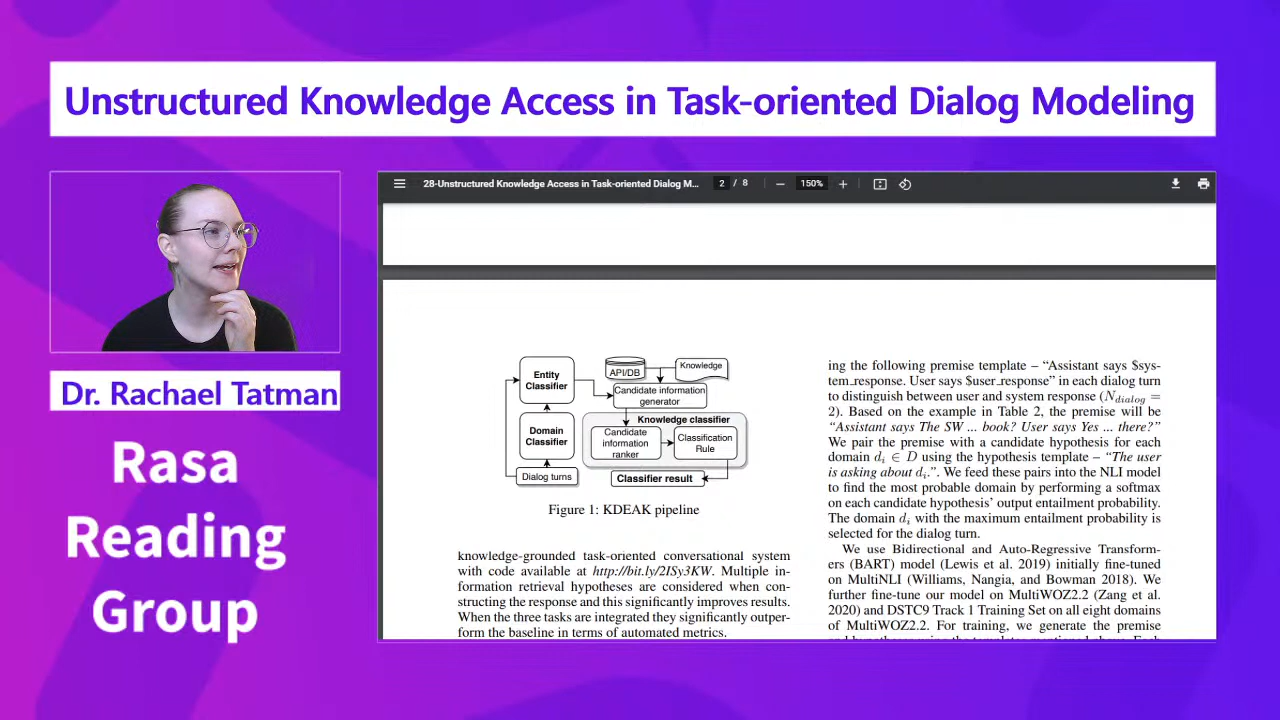 Unstructured Knowledge Access in Task-oriented Dialog Modeling
28-Unstructured Knowledge Access in Task-oriented Dialog M...
2 / 8
150%
Dr. Rachael Tatman
Rasa
Reading
Group
Entity
Classifier
Domain
Classifier
Dialog turns
API/DB
Knowledge
Candidate information
generator
Knowledge classifier
Candidate
information
ranker
Classification
Rule
Classifier result
Figure 1: KDEAK pipeline
knowledge-grounded task-oriented conversational system
with code available at http://bit.ly/2ISy3KW. Multiple in-
formation retrieval hypotheses are considered when con-
structing the response and this significantly improves results.
When the three tasks are integrated they significantly outper-
form the baseline in terms of automated metrics.
ing the following premise template – “Assistant says $sys-
tem_response. User says $user_response” in each dialog turn
to distinguish between user and system response (N_dialog =
2). Based on the example in Table 2, the premise will be
“Assistant says The SW ... book? User says Yes ... there?”
We pair the premise with a candidate hypothesis for each
domain d_i ∈ D using the hypothesis template – “The user
is asking about d_i.”. We feed these pairs into the NLI model
to find the most probable domain by performing a softmax
on each candidate hypothesis’ output entailment probability.
The domain d_i with the maximum entailment probability is
selected for the dialog turn.
We use Bidirectional and Auto-Regressive Transform-
ers (BART) model (Lewis et al. 2019) initially fine-tuned
on MultiNLI (Williams, Nangia, and Bowman 2018). We
further fine-tune our model on MultiWOZ2.2 (Zang et al.
2020) and DSTC9 Track 1 Training Set on all eight domains
of MultiWOZ2.2. For training, we generate the premise